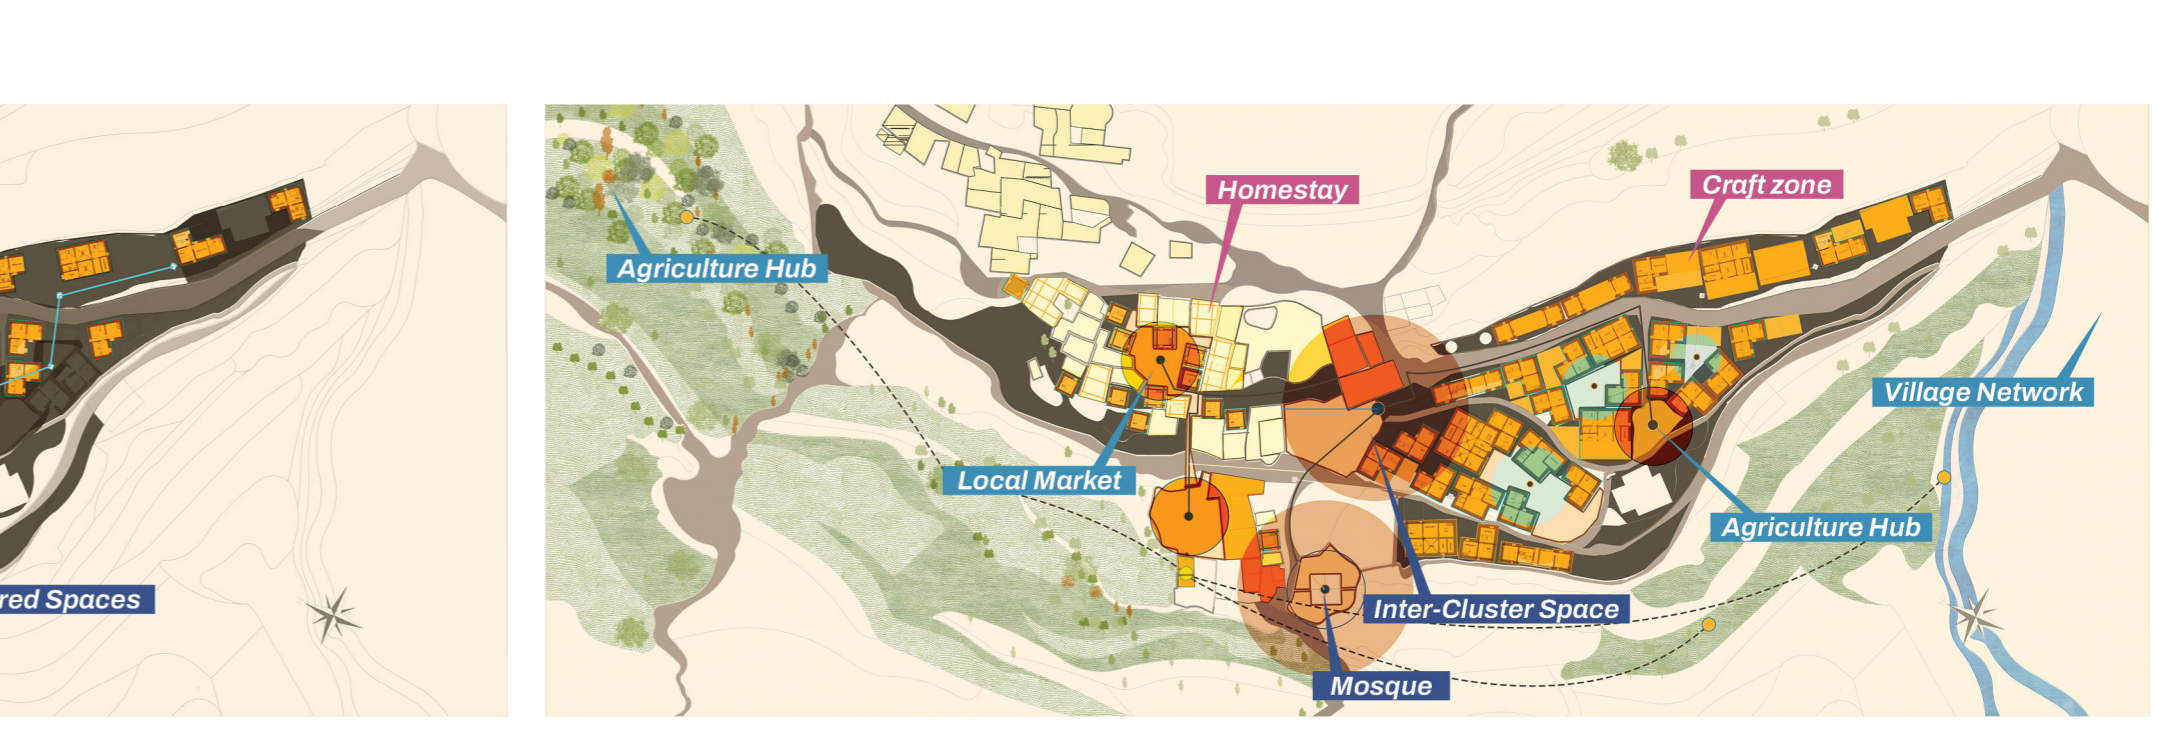 red Spaces
Homestay
Craft zone
Agriculture Hub
Village Network
Local Market
Agriculture Hub
Inter-Cluster Space
Mosque